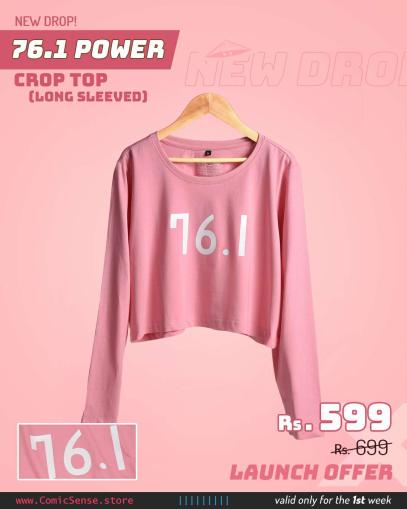 NEW DROP!
76.1 POWER
CROP TOP
(LONG SLEEVED)
NEW DROP
76.1
Rs. 599
Rs. 699
LAUNCH OFFER
76.1
www.ComicSense.store
valid only for the 1st week